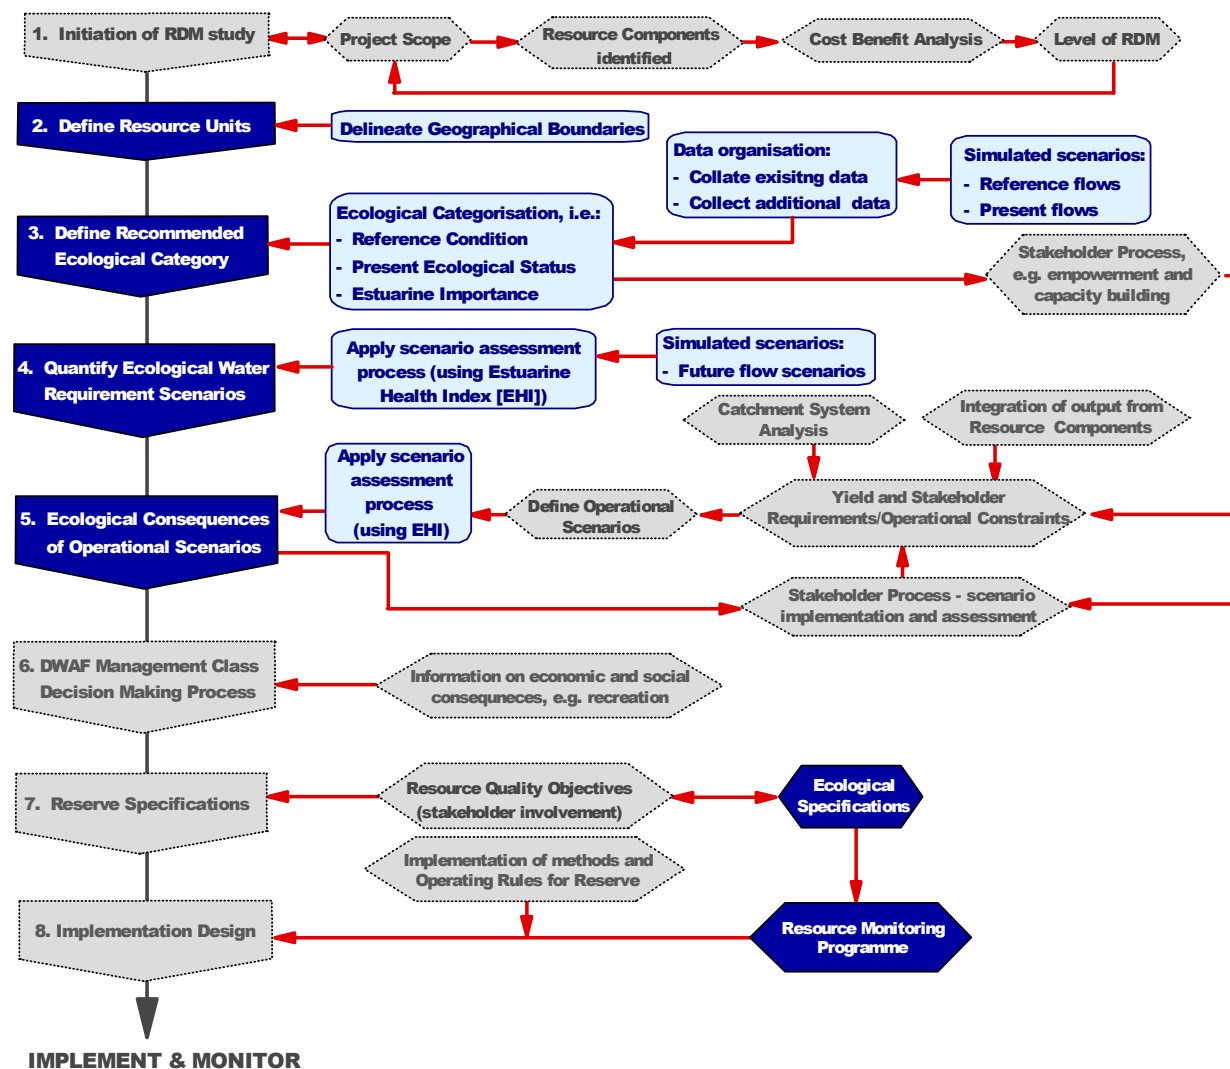 1.  Initiation of RDM study
Project Scope
Resource Components
identified
Cost Benefit Analysis
Level of RDM
2.  Define Resource Units
Delineate Geographical Boundaries
Data organisation:
-  Collate exisitng data
-  Collect additional  data
Simulated scenarios:
-  Reference flows
-  Present flows
3.  Define Recommended
Ecological Category
Ecological Categorisation, i.e.:
-  Reference Condition
-  Present Ecological Status
-  Estuarine Importance
Stakeholder Process,
e.g. empowerment and
capacity building
4.  Quantify Ecological Water
Requirement Scenarios
Apply scenario assessment
process (using Estuarine
Health Index [EHI])
Simulated scenarios:
-  Future flow scenarios
Catchment System
Analysis
Integration of output from
Resource  Components
5.  Ecological Consequences
of Operational Scenarios
Apply scenario
assessment
process
(using EHI)
Define Operational
Scenarios
Yield and Stakeholder
Requirements/Operational Constraints
Stakeholder Process - scenario
implementation and assessment
6. DWAF Management Class
Decision Making Process
Information on economic and social
consequneces, e.g. recreation
7.  Reserve Specifications
Resource Quality Objectives
(stakeholder involvement)
Ecological
Specifications
Implementation of methods and
Operating Rules for Reserve
8. Implementation Design
Resource Monitoring
Programme
IMPLEMENT & MONITOR